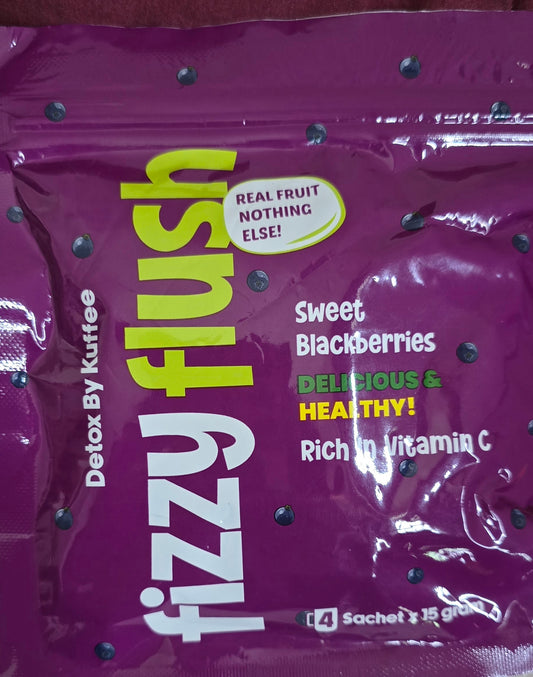 fizzy flush
Detox By Kuffee
REAL FRUIT
NOTHING
ELSE!
Sweet
Blackberries
DELICIOUS &
HEALTHY!
Rich in Vitamin C
4 Sachet x 15 gram